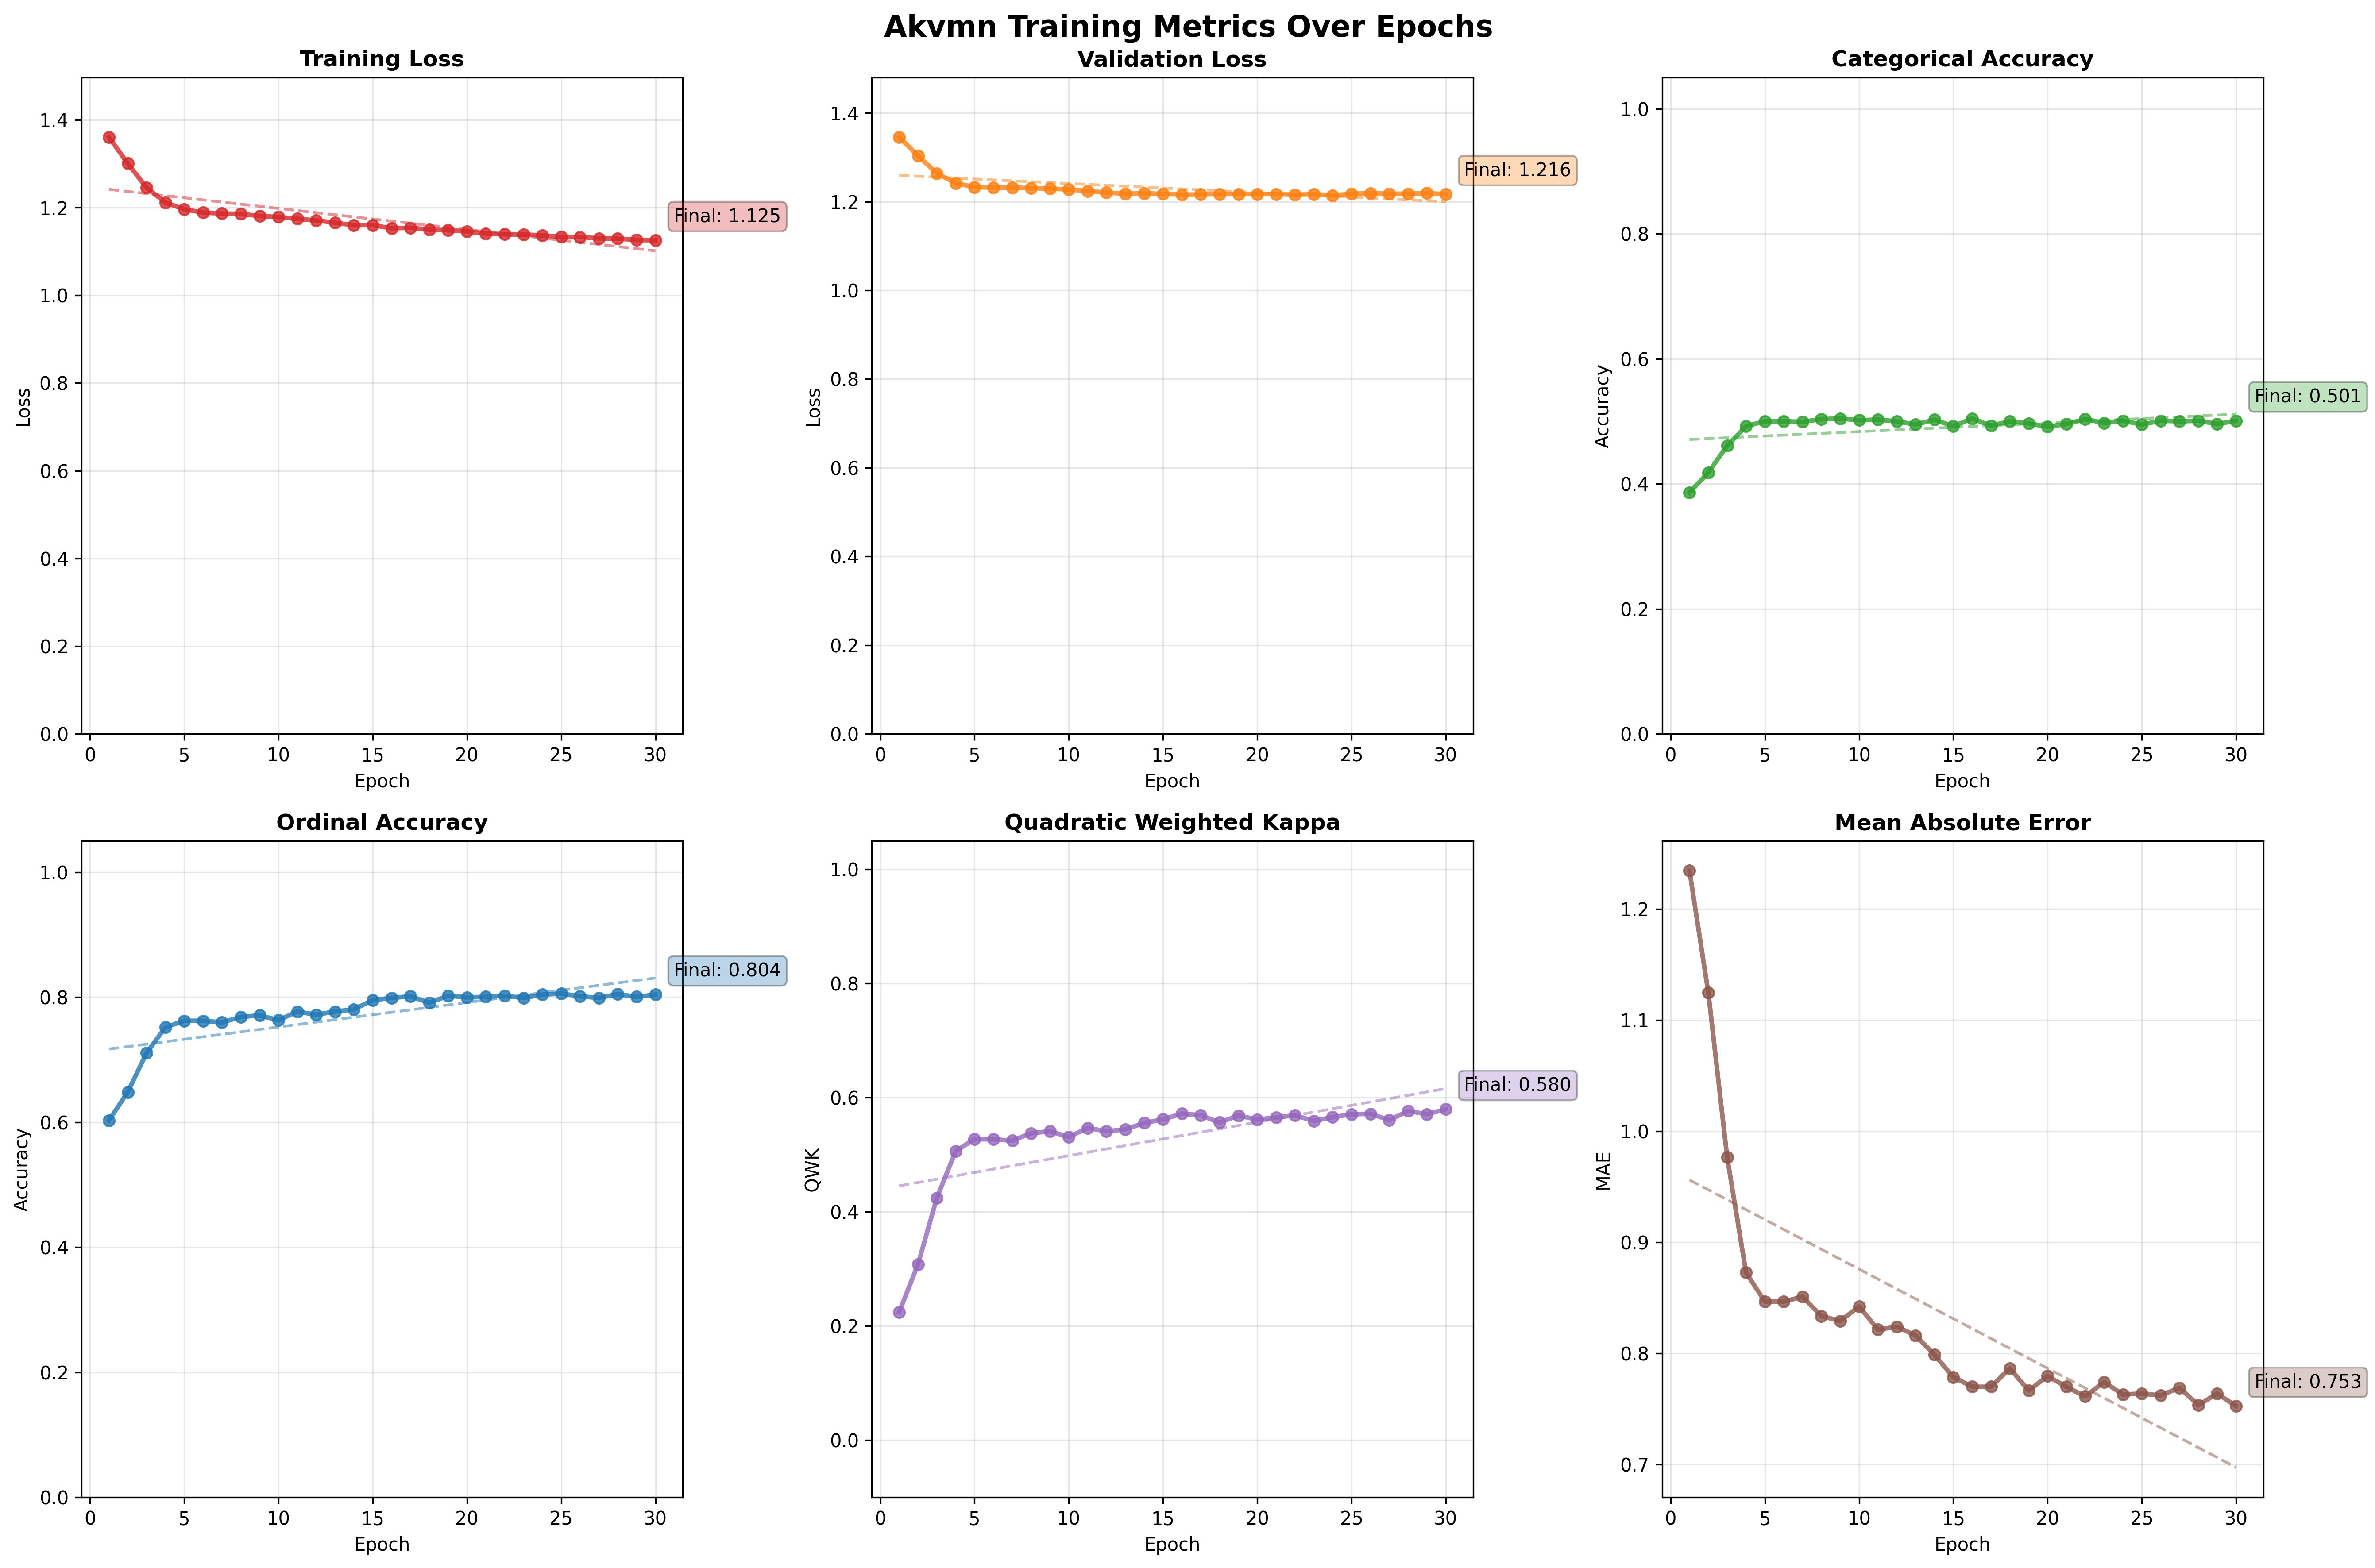 Akvmn Training Metrics Over Epochs
Training Loss
Loss
1.4
1.2
1.0
0.8
0.6
0.4
0.2
0.0
Final: 1.125
0 5 10 15 20 25 30
Epoch
Validation Loss
Loss
1.4
1.2
1.0
0.8
0.6
0.4
0.2
0.0
Final: 1.216
0 5 10 15 20 25 30
Epoch
Categorical Accuracy
Accuracy
1.0
0.8
0.6
0.4
0.2
0.0
Final: 0.501
0 5 10 15 20 25 30
Epoch
Ordinal Accuracy
Accuracy
1.0
0.8
0.6
0.4
0.2
0.0
Final: 0.804
0 5 10 15 20 25 30
Epoch
Quadratic Weighted Kappa
QWK
1.0
0.8
0.6
0.4
0.2
0.0
Final: 0.580
0 5 10 15 20 25 30
Epoch
Mean Absolute Error
MAE
1.2
1.1
1.0
0.9
0.8
0.7
Final: 0.753
0 5 10 15 20 25 30
Epoch